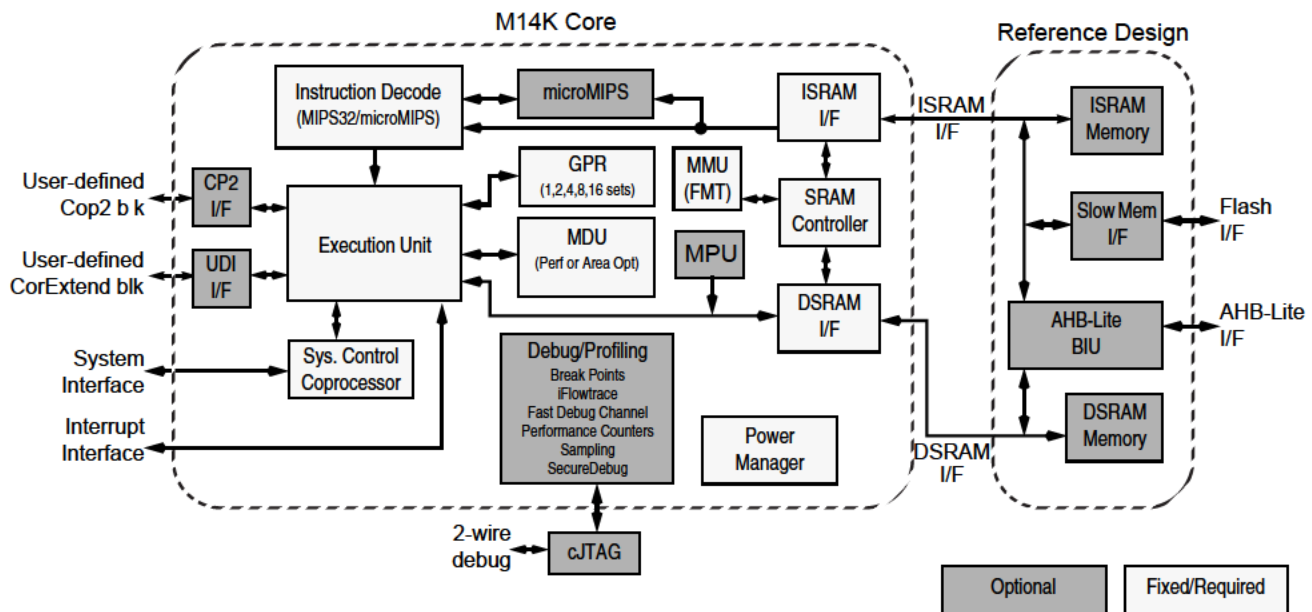 M14K Core
Reference Design
Instruction Decode
(MIPS32/microMIPS)
microMIPS
ISRAM
I/F
ISRAM
I/F
ISRAM
Memory
GPR
(1,2,4,8,16 sets)
MMU
(FMT)
SRAM
Controller
User-defined
Cop2 b k
CP2
I/F
Execution Unit
Slow Mem
I/F
Flash
I/F
MDU
(Perf or Area Opt)
MPU
User-defined
CorExtend blk
UDI
I/F
DSRAM
I/F
AHB-Lite
BIU
AHB-Lite
I/F
System
Interface
Sys. Control
Coprocessor
Debug/Profiling
Break Points
iFlowtrace
Fast Debug Channel
Performance Counters
Sampling
SecureDebug
Power
Manager
DSRAM
Memory
DSRAM
I/F
Interrupt
Interface
2-wire
debug
cJTAG
Optional
Fixed/Required